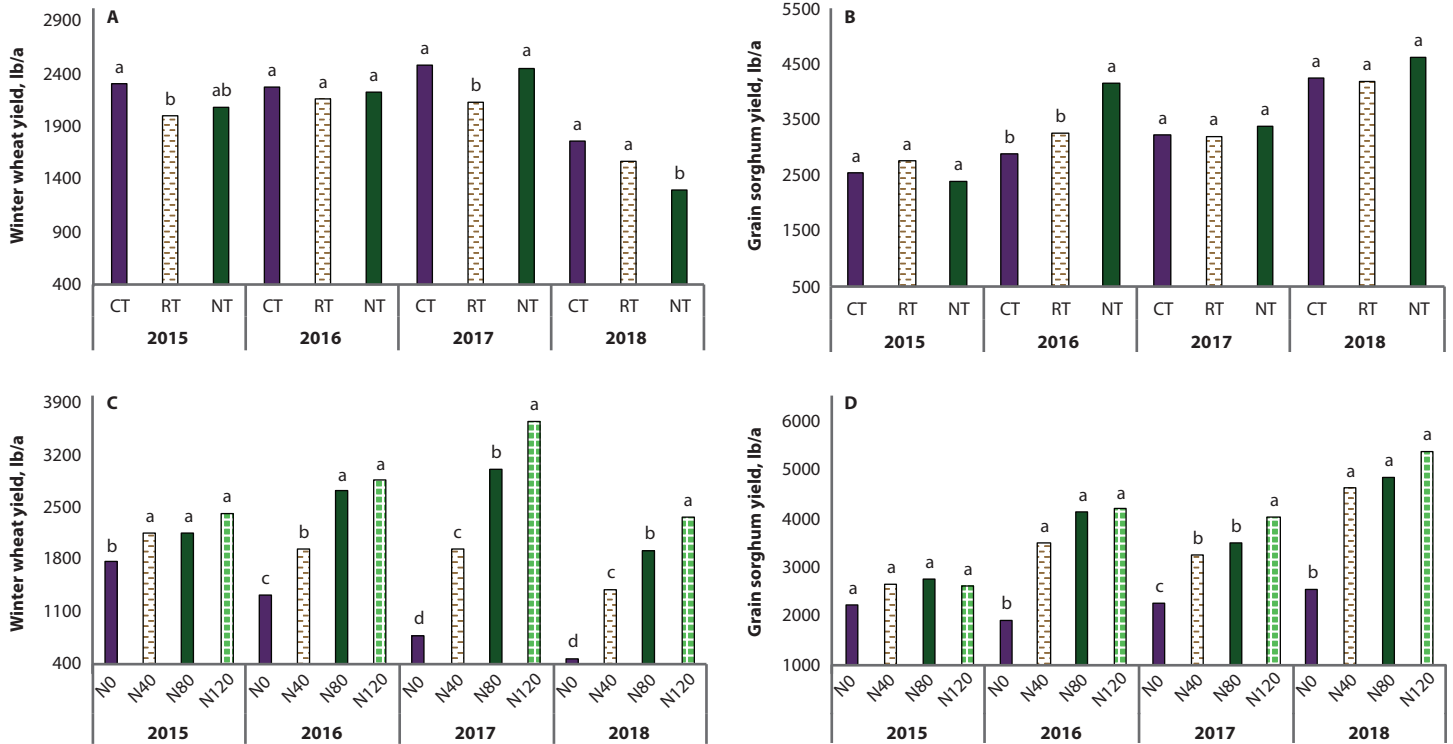 A
Winter wheat yield, lb/a
2900
2400
1900
1400
900
400
a b ab a a a a b a a a b
CT RT NT CT RT NT CT RT NT CT RT NT
2015 2016 2017 2018
B
Grain sorghum yield, lb/a
5500
4500
3500
2500
1500
500
a a a b b a a a a a a a
CT RT NT CT RT NT CT RT NT CT RT NT
2015 2016 2017 2018
C
Winter wheat yield, lb/a
3900
3200
2500
1800
1100
400
b a a a c b a a d c b a d c b a
N0 N40 N80 N120 N0 N40 N80 N120 N0 N40 N80 N120 N0 N40 N80 N120
2015 2016 2017 2018
D
Grain sorghum yield, lb/a
6000
5000
4000
3000
2000
1000
a a a a b a a a c b b a b a a a
N0 N40 N80 N120 N0 N40 N80 N120 N0 N40 N80 N120 N0 N40 N80 N120
2015 2016 2017 2018